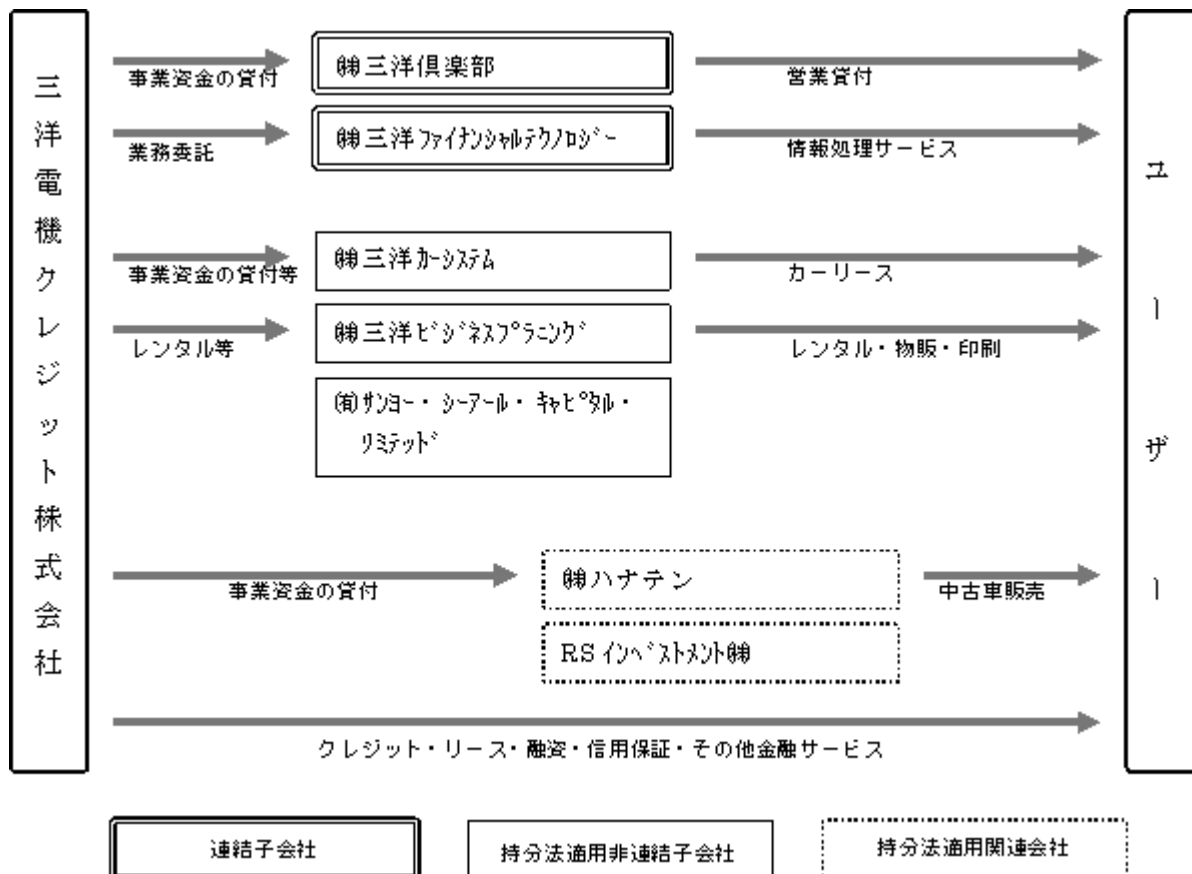 三洋電機クレジット株式会社
事業資金の貸付
㈱三洋倶楽部
営業貸付
業務委託
㈱三洋ﾌｧｲﾅﾝｼｬﾙﾃｸﾉﾛｼﾞｰ
情報処理サービス
事業資金の貸付等
㈱三洋ｶｰｼｽﾃﾑ
カーリース
レンタル等
㈱三洋ﾋﾞｼﾞﾈｽﾌﾟﾗﾆﾝｸﾞ
レンタル・物販・印刷
㈲ｻﾝﾖｰ・ｼｰｱｰﾙ・ｷｬﾋﾟﾀﾙ・
ﾘﾐﾃｯﾄﾞ
事業資金の貸付
㈱ハナテン
中古車販売
RSｲﾝﾍﾞｽﾄﾒﾝﾄ㈱
クレジット・リース・融資・信用保証・その他金融サービス
ユーザー
連結子会社
持分法適用非連結子会社
持分法適用関連会社